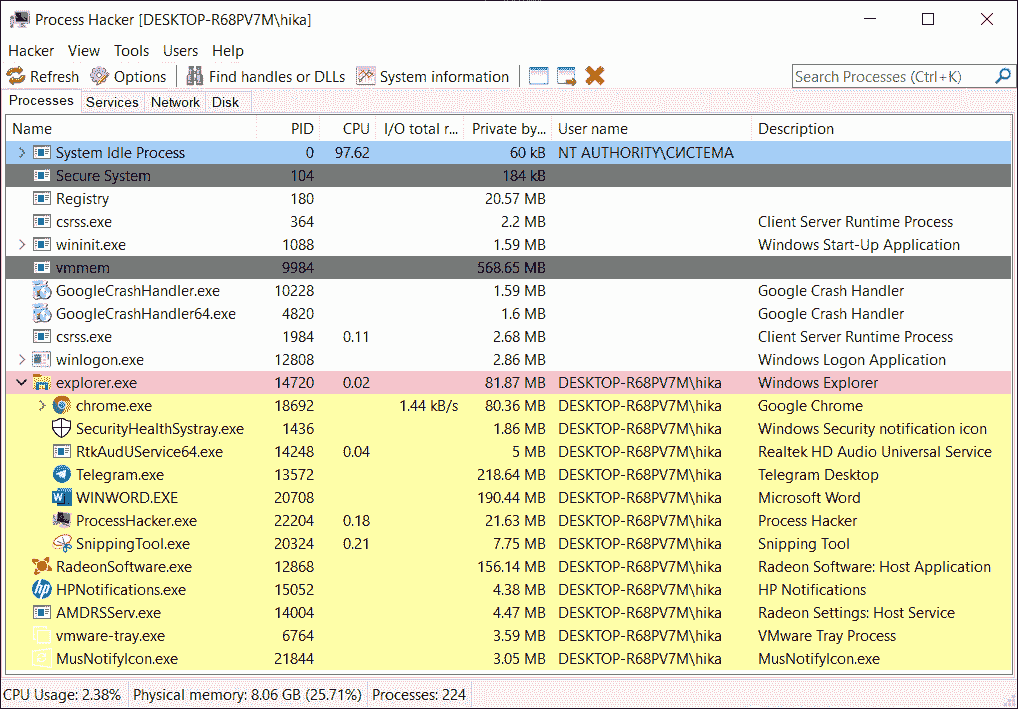 Process Hacker [DESKTOP-R68PV7M\hika]
Hacker View Tools Users Help
Refresh Options Find handles or DLLs System information Search Processes (Ctrl+K)
Processes Services Network Disk
Name PID CPU I/O total r... Private by... User name Description
System Idle Process 0 97.62 60 kB NT AUTHORITY\СИСТЕМА
Secure System 104 184 kB
Registry 180 20.57 MB
csrss.exe 364 2.2 MB Client Server Runtime Process
wininit.exe 1088 1.59 MB Windows Start-Up Application
vmmem 9984 568.65 MB
GoogleCrashHandler.exe 10228 1.59 MB Google Crash Handler
GoogleCrashHandler64.exe 4820 1.6 MB Google Crash Handler
csrss.exe 1984 0.11 2.68 MB Client Server Runtime Process
winlogon.exe 12808 2.86 MB Windows Logon Application
explorer.exe 14720 0.02 81.87 MB DESKTOP-R68PV7M\hika Windows Explorer
chrome.exe 18692 1.44 kB/s 80.36 MB DESKTOP-R68PV7M\hika Google Chrome
SecurityHealthSystray.exe 1436 1.86 MB DESKTOP-R68PV7M\hika Windows Security notification icon
RtkAudUService64.exe 14248 0.04 5 MB DESKTOP-R68PV7M\hika Realtek HD Audio Universal Service
Telegram.exe 13572 218.64 MB DESKTOP-R68PV7M\hika Telegram Desktop
WINWORD.EXE 20708 190.44 MB DESKTOP-R68PV7M\hika Microsoft Word
ProcessHacker.exe 22204 0.18 21.63 MB DESKTOP-R68PV7M\hika Process Hacker
SnippingTool.exe 20324 0.21 7.75 MB DESKTOP-R68PV7M\hika Snipping Tool
RadeonSoftware.exe 12868 156.14 MB DESKTOP-R68PV7M\hika Radeon Software: Host Application
HPNotifications.exe 15052 4.38 MB DESKTOP-R68PV7M\hika HP Notifications
AMDRSServ.exe 14004 4.47 MB DESKTOP-R68PV7M\hika Radeon Settings: Host Service
vmware-tray.exe 6764 3.59 MB DESKTOP-R68PV7M\hika VMware Tray Process
MusNotifyIcon.exe 21844 3.05 MB DESKTOP-R68PV7M\hika MusNotifyIcon.exe
CPU Usage: 2.38% Physical memory: 8.06 GB (25.71%) Processes: 224